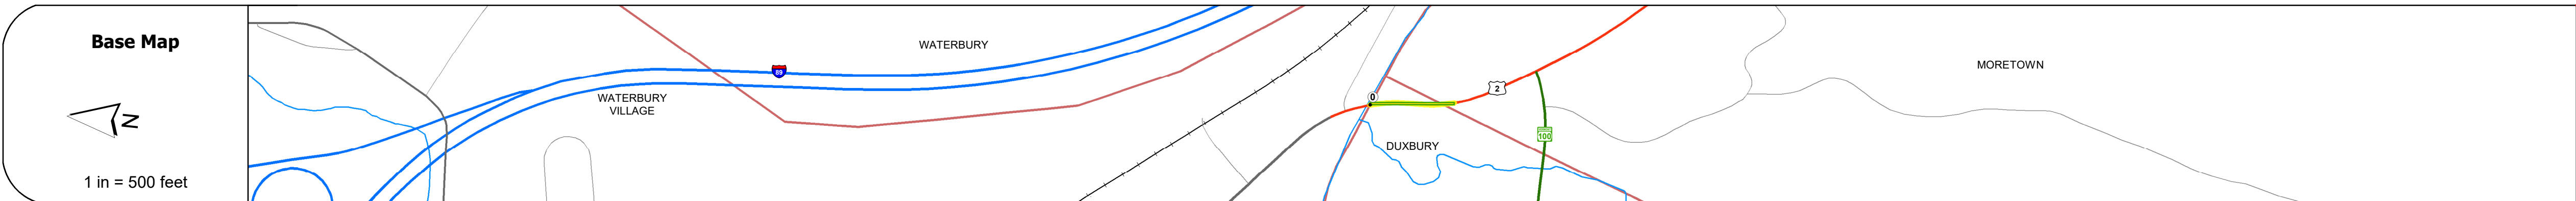 Base Map
N
1 in = 500 feet
WATERBURY
89
WATERBURY
VILLAGE
0
2
DUXBURY
100
MORETOWN